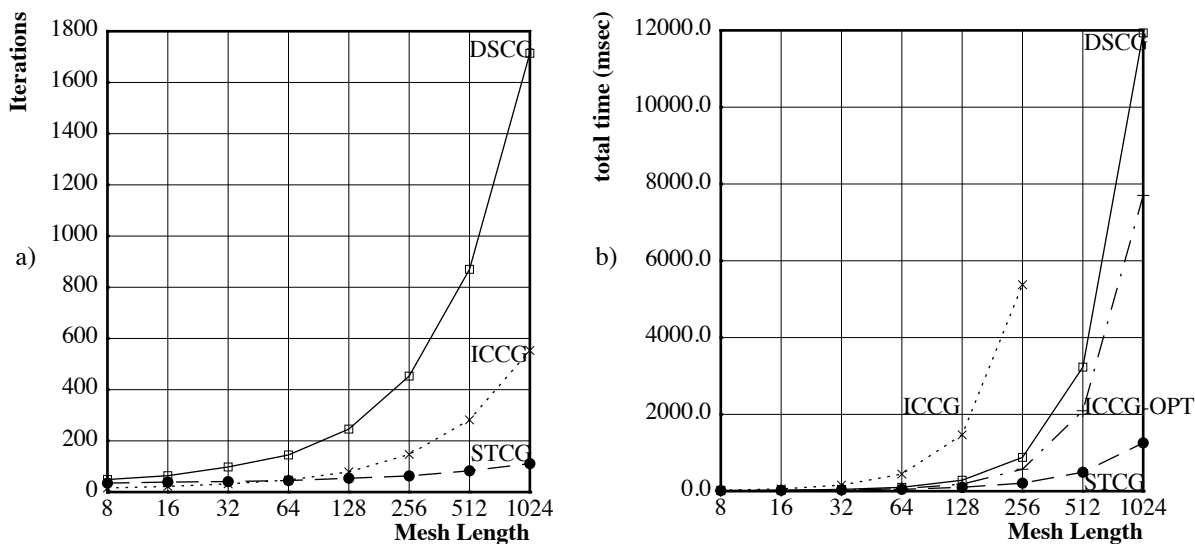 a)
Iterations
1800
1600
1400
1200
1000
800
600
400
200
0
DSCG
ICCG
STCG
8 16 32 64 128 256 512 1024
Mesh Length
b)
total time (msec)
12000.0
10000.0
8000.0
6000.0
4000.0
2000.0
0.0
DSCG
ICCG
ICCG-OPT
STCG
8 16 32 64 128 256 512 1024
Mesh Length